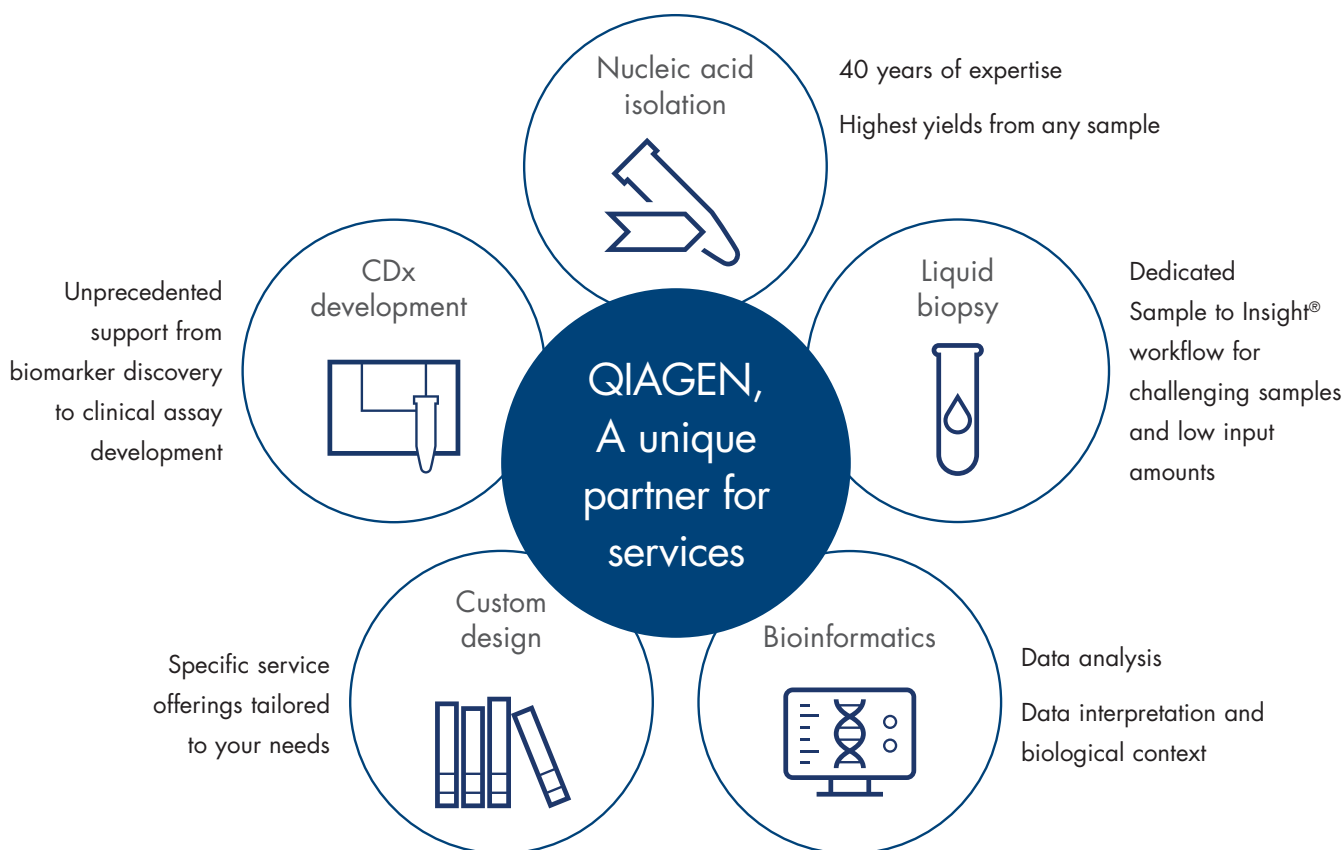 Nucleic acid
isolation
40 years of expertise
Highest yields from any sample
CDx
development
Unprecedented
support from
biomarker discovery
to clinical assay
development
Liquid
biopsy
Dedicated
Sample to Insight®
workflow for
challenging samples
and low input
amounts
QIAGEN,
A unique
partner for
services
Custom
design
Specific service
offerings tailored
to your needs
Bioinformatics
Data analysis
Data interpretation and
biological context